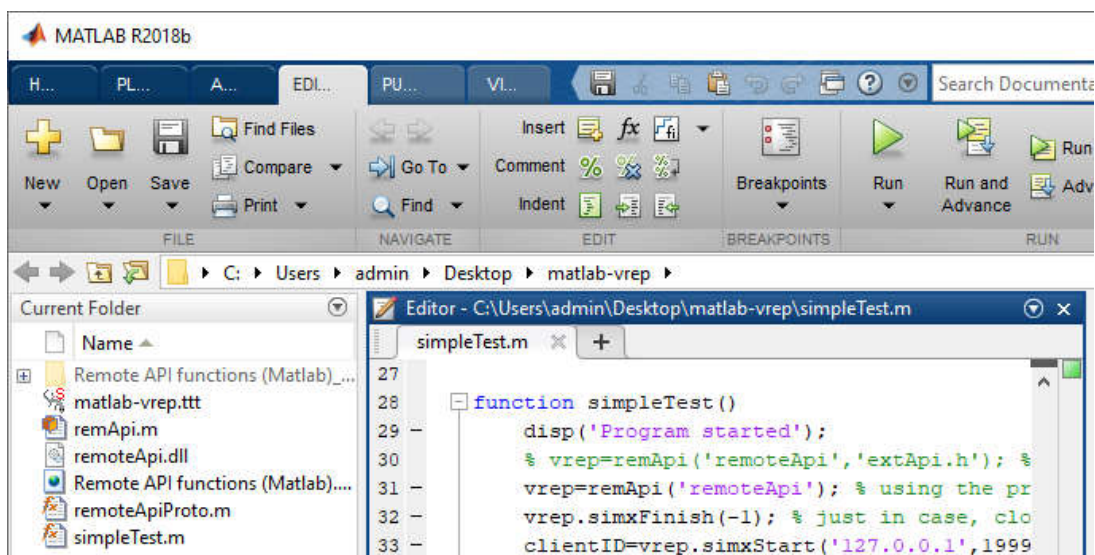 MATLAB R2018b
H... PL... A... EDI... PU... VI... Search Documenta
Find Files Insert fx
New Open Save Compare Go To Comment Breakpoints Run Run and Advance Run
Print Find Indent Adv
FILE NAVIGATE EDIT BREAKPOINTS RUN
C: Users admin Desktop matlab-vrep
Current Folder
Name
Remote API functions (Matlab)_...
matlab-vrep.ttt
remApi.m
remoteApi.dll
Remote API functions (Matlab)....
remoteApiProto.m
simpleTest.m
Editor - C:\Users\admin\Desktop\matlab-vrep\simpleTest.m
simpleTest.m
27
28 function simpleTest()
29 – disp('Program started');
30 % vrep=remApi('remoteApi','extApi.h'); %
31 – vrep=remApi('remoteApi'); % using the pr
32 – vrep.simxFinish(-1); % just in case, clo
33 – clientID=vrep.simxStart('127.0.0.1',1999